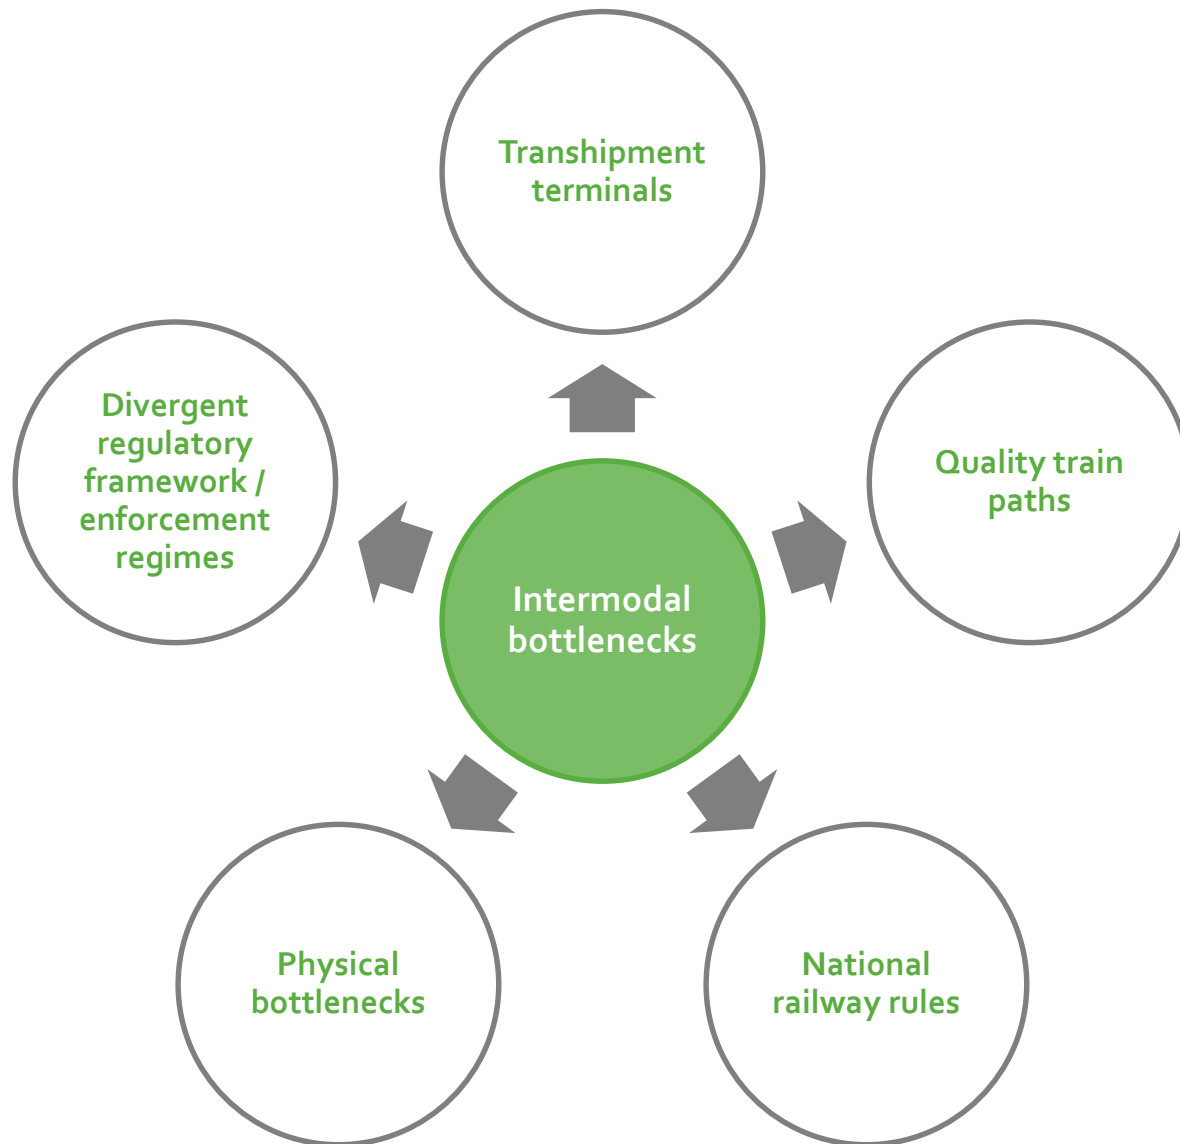 Transhipment
terminals
Divergent
regulatory
framework /
enforcement
regimes
Quality train
paths
Intermodal
bottlenecks
Physical
bottlenecks
National
railway rules